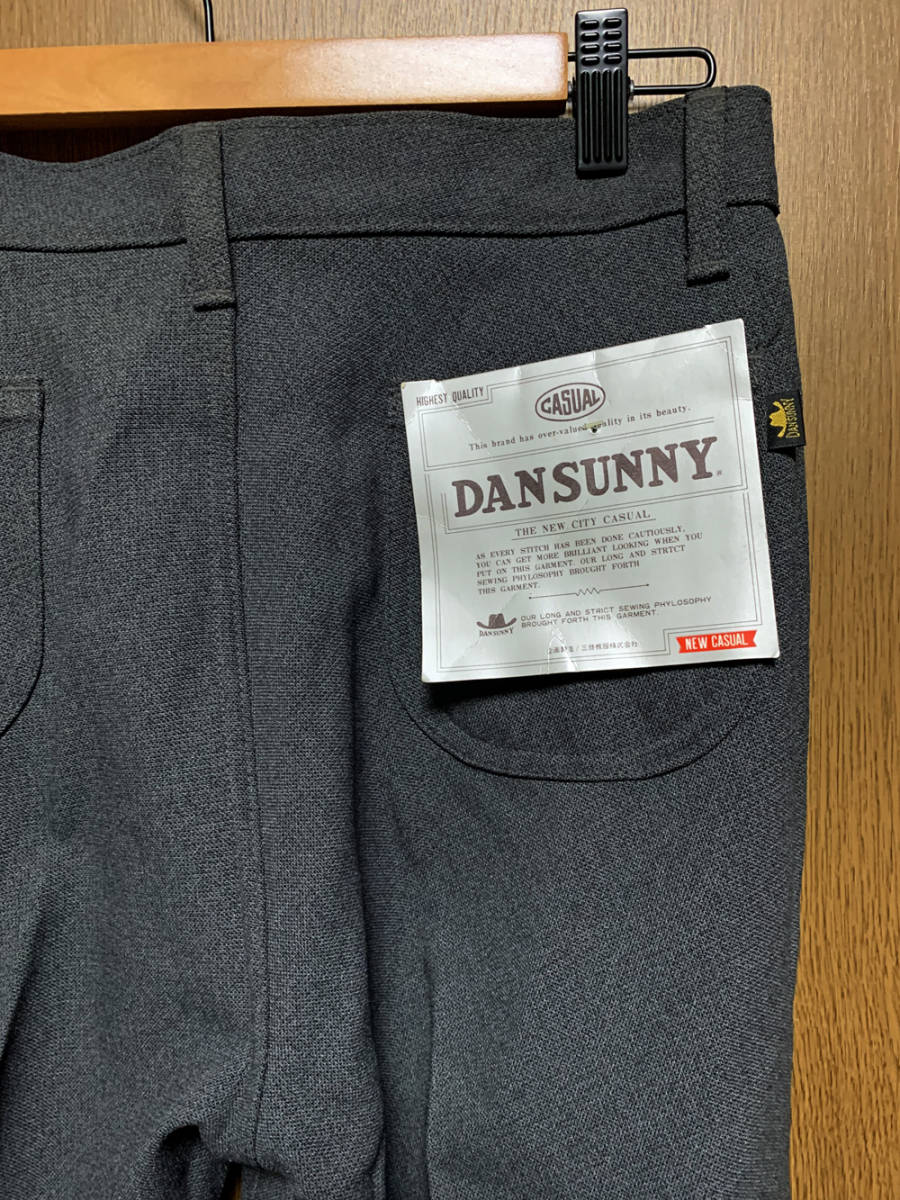 HIGHEST QUALITY
CASUAL
This brand has over-valued quality in its beauty.
DANSUNNY
THE NEW CITY CASUAL
AS EVERY STITCH HAS BEEN DONE CAUTIOUSLY,
YOU CAN GET MORE BRILLIANT LOOKING WHEN YOU
PUT ON THIS GARMENT. OUR LONG AND STRTCT
SEWING PHYLOSOPHY BROUGHT FORTH
THIS GARMENT.
DANSUNNY
OUR LONG AND STRICT SEWING PHYLOSOPHY
BROUGHT FORTH THIS GARMENT.
NEW CASUAL
DANSUNNY